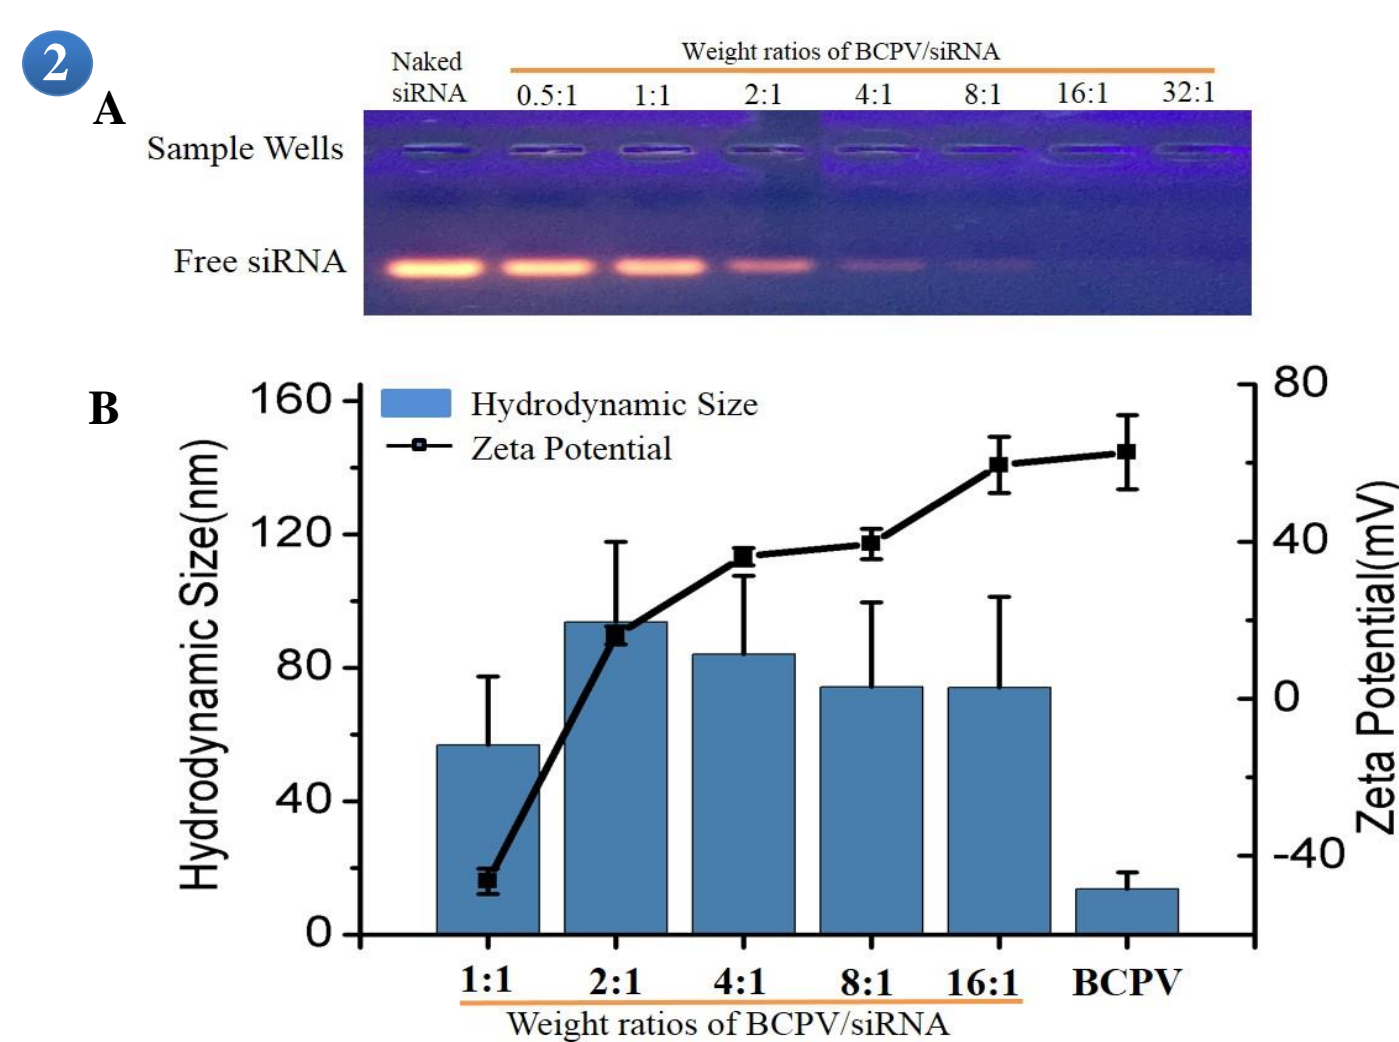 2
A
Naked
siRNA
Weight ratios of BCPV/siRNA
0.5:1 1:1 2:1 4:1 8:1 16:1 32:1
Sample Wells
Free siRNA
B
Hydrodynamic Size
Zeta Potential
Hydrodynamic Size(nm)
160
120
80
40
0
80
40
0
-40
Zeta Potential(mV)
1:1 2:1 4:1 8:1 16:1 BCPV
Weight ratios of BCPV/siRNA